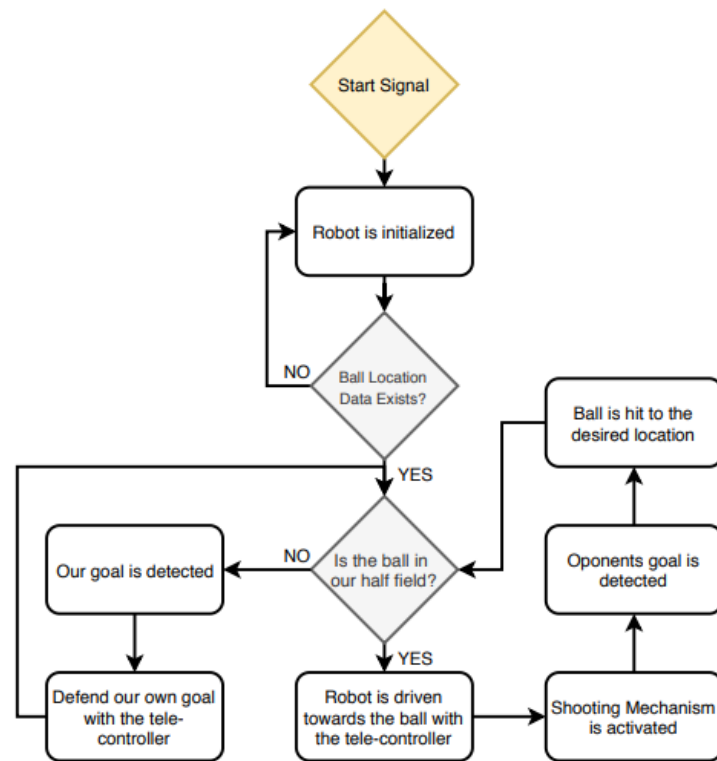 Start Signal
Robot is initialized
NO
Ball Location
Data Exists?
YES
Ball is hit to the
desired location
Is the ball in
our half field?
NO
Our goal is detected
Oponents goal is
detected
YES
Defend our own goal
with the tele-
controller
Robot is driven
towards the ball with
the tele-controller
Shooting Mechanism
is activated